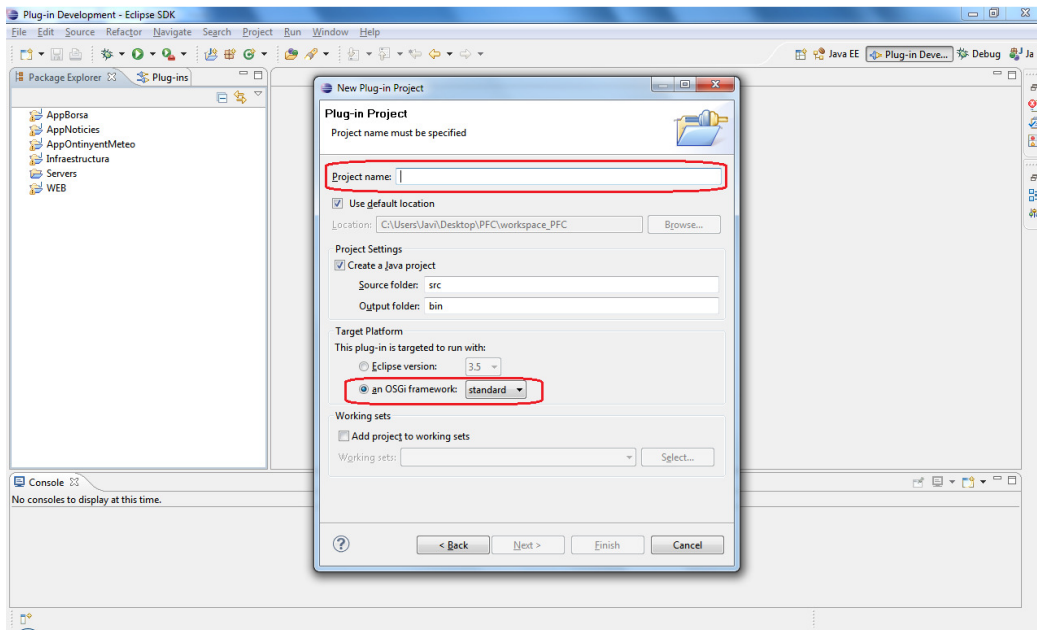 Plug-in Development - Eclipse SDK
File Edit Source Refactor Navigate Search Project Run Window Help
Java EE Plug-in Deve... Debug Ja
Package Explorer Plug-ins
AppBorsa
AppNoticies
AppOntinyentMeteo
Infraestructura
Servers
WEB
New Plug-in Project
Plug-in Project
Project name must be specified
Project name:
Use default location
Location: C:\Users\Javi\Desktop\PFC\workspace_PFC Browse...
Project Settings
Create a Java project
Source folder: src
Output folder: bin
Target Platform
This plug-in is targeted to run with:
Eclipse version: 3.5
an OSGi framework: standard
Working sets
Add project to working sets
Working sets: Select...
< Back Next > Finish Cancel
Console
No consoles to display at this time.